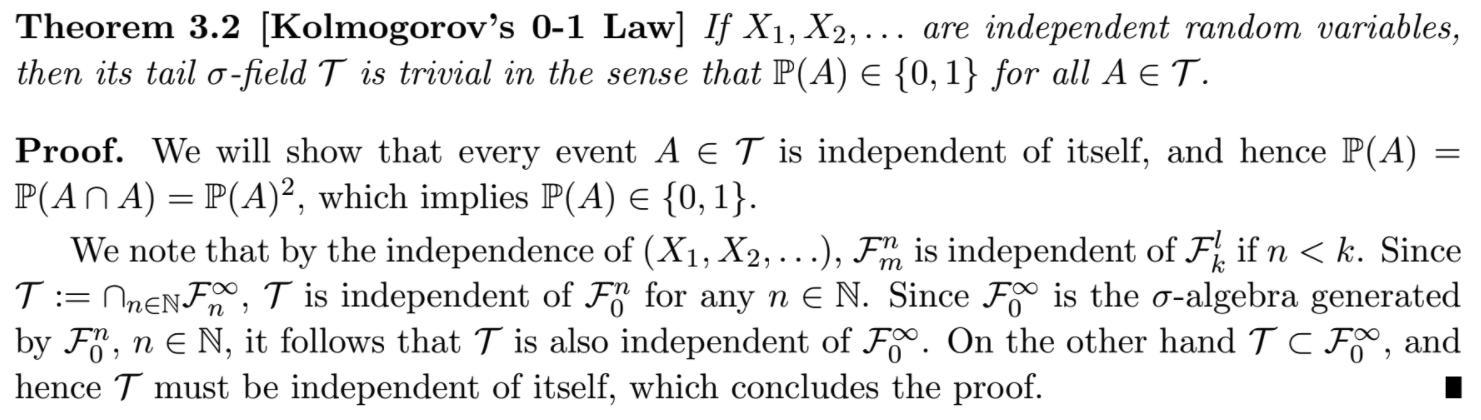 Theorem 3.2 [Kolmogorov's 0-1 Law] If X₁, X₂, . . . are independent random variables,
then its tail σ-field 𝒯 is trivial in the sense that ℙ(A) ∈ {0, 1} for all A ∈ 𝒯.
Proof. We will show that every event A ∈ 𝒯 is independent of itself, and hence ℙ(A) =
ℙ(A ∩ A) = ℙ(A)², which implies ℙ(A) ∈ {0, 1}.
We note that by the independence of (X₁, X₂, . . .), ℱₘⁿ is independent of ℱₖˡ if n < k. Since
𝒯 := ∩_{n∈ℕ}ℱₙ^∞, 𝒯 is independent of ℱ₀ⁿ for any n ∈ ℕ. Since ℱ₀^∞ is the σ-algebra generated
by ℱ₀ⁿ, n ∈ ℕ, it follows that 𝒯 is also independent of ℱ₀^∞. On the other hand 𝒯 ⊂ ℱ₀^∞, and
hence 𝒯 must be independent of itself, which concludes the proof. ■